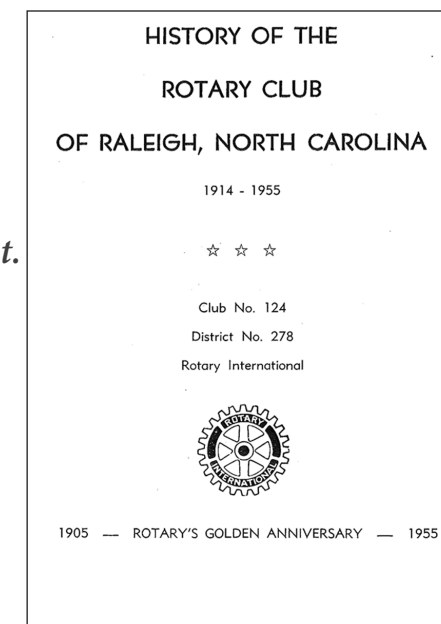 HISTORY OF THE
ROTARY CLUB
OF RALEIGH, NORTH CAROLINA
1914 - 1955
t.
☆ ☆ ☆
Club No. 124
District No. 278
Rotary International
ROTARY
INTERNATIONAL
1905 — ROTARY'S GOLDEN ANNIVERSARY — 1955